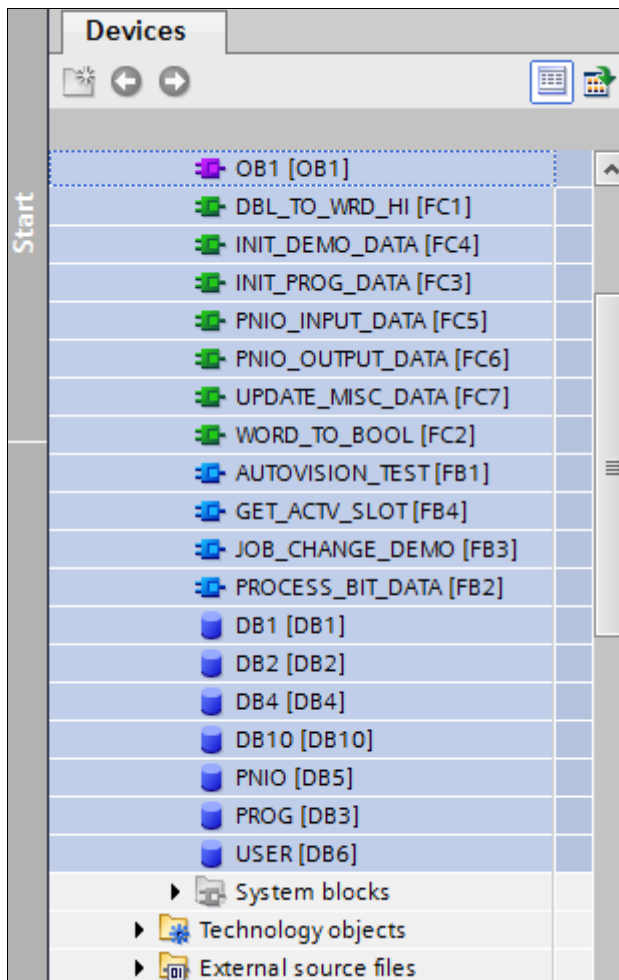 Devices
Start
OB1 [OB1]
DBL_TO_WRD_HI [FC1]
INIT_DEMO_DATA [FC4]
INIT_PROG_DATA [FC3]
PNIO_INPUT_DATA [FC5]
PNIO_OUTPUT_DATA [FC6]
UPDATE_MISC_DATA [FC7]
WORD_TO_BOOL [FC2]
AUTOVISION_TEST [FB1]
GET_ACTV_SLOT [FB4]
JOB_CHANGE_DEMO [FB3]
PROCESS_BIT_DATA [FB2]
DB1 [DB1]
DB2 [DB2]
DB4 [DB4]
DB10 [DB10]
PNIO [DB5]
PROG [DB3]
USER [DB6]
System blocks
Technology objects
External source files